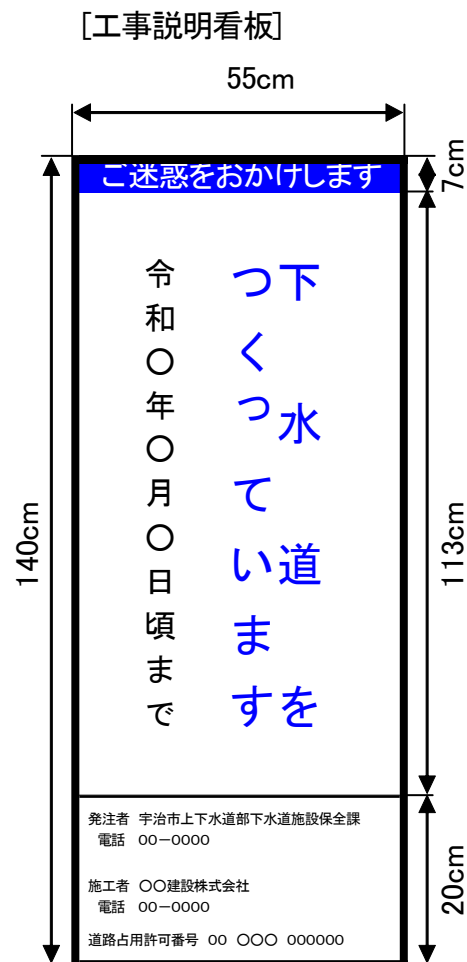 [工事説明看板]
55cm
7cm
ご迷惑をおかけします
下水道を
つくっています
令和〇年〇月〇日頃まで
140cm
113cm
発注者 宇治市上下水道部下水道施設保全課
電話 00－0000
施工者 〇〇建設株式会社
電話 00－0000
道路占用許可番号 00 〇〇〇 000000
20cm